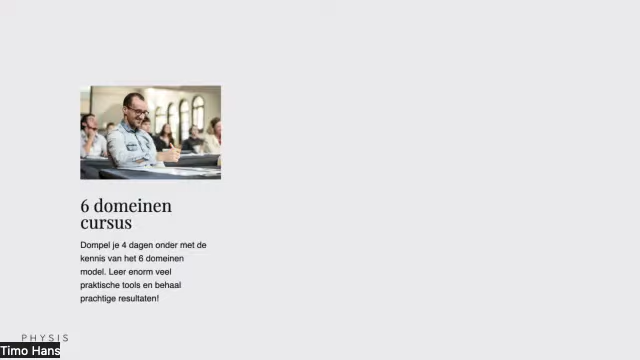 6 domeinen
cursus
Dompel je 4 dagen onder met de
kennis van het 6 domeinen
model. Leer enorm veel
praktische tools en behaal
prachtige resultaten!
PHYSIS
Timo Hans